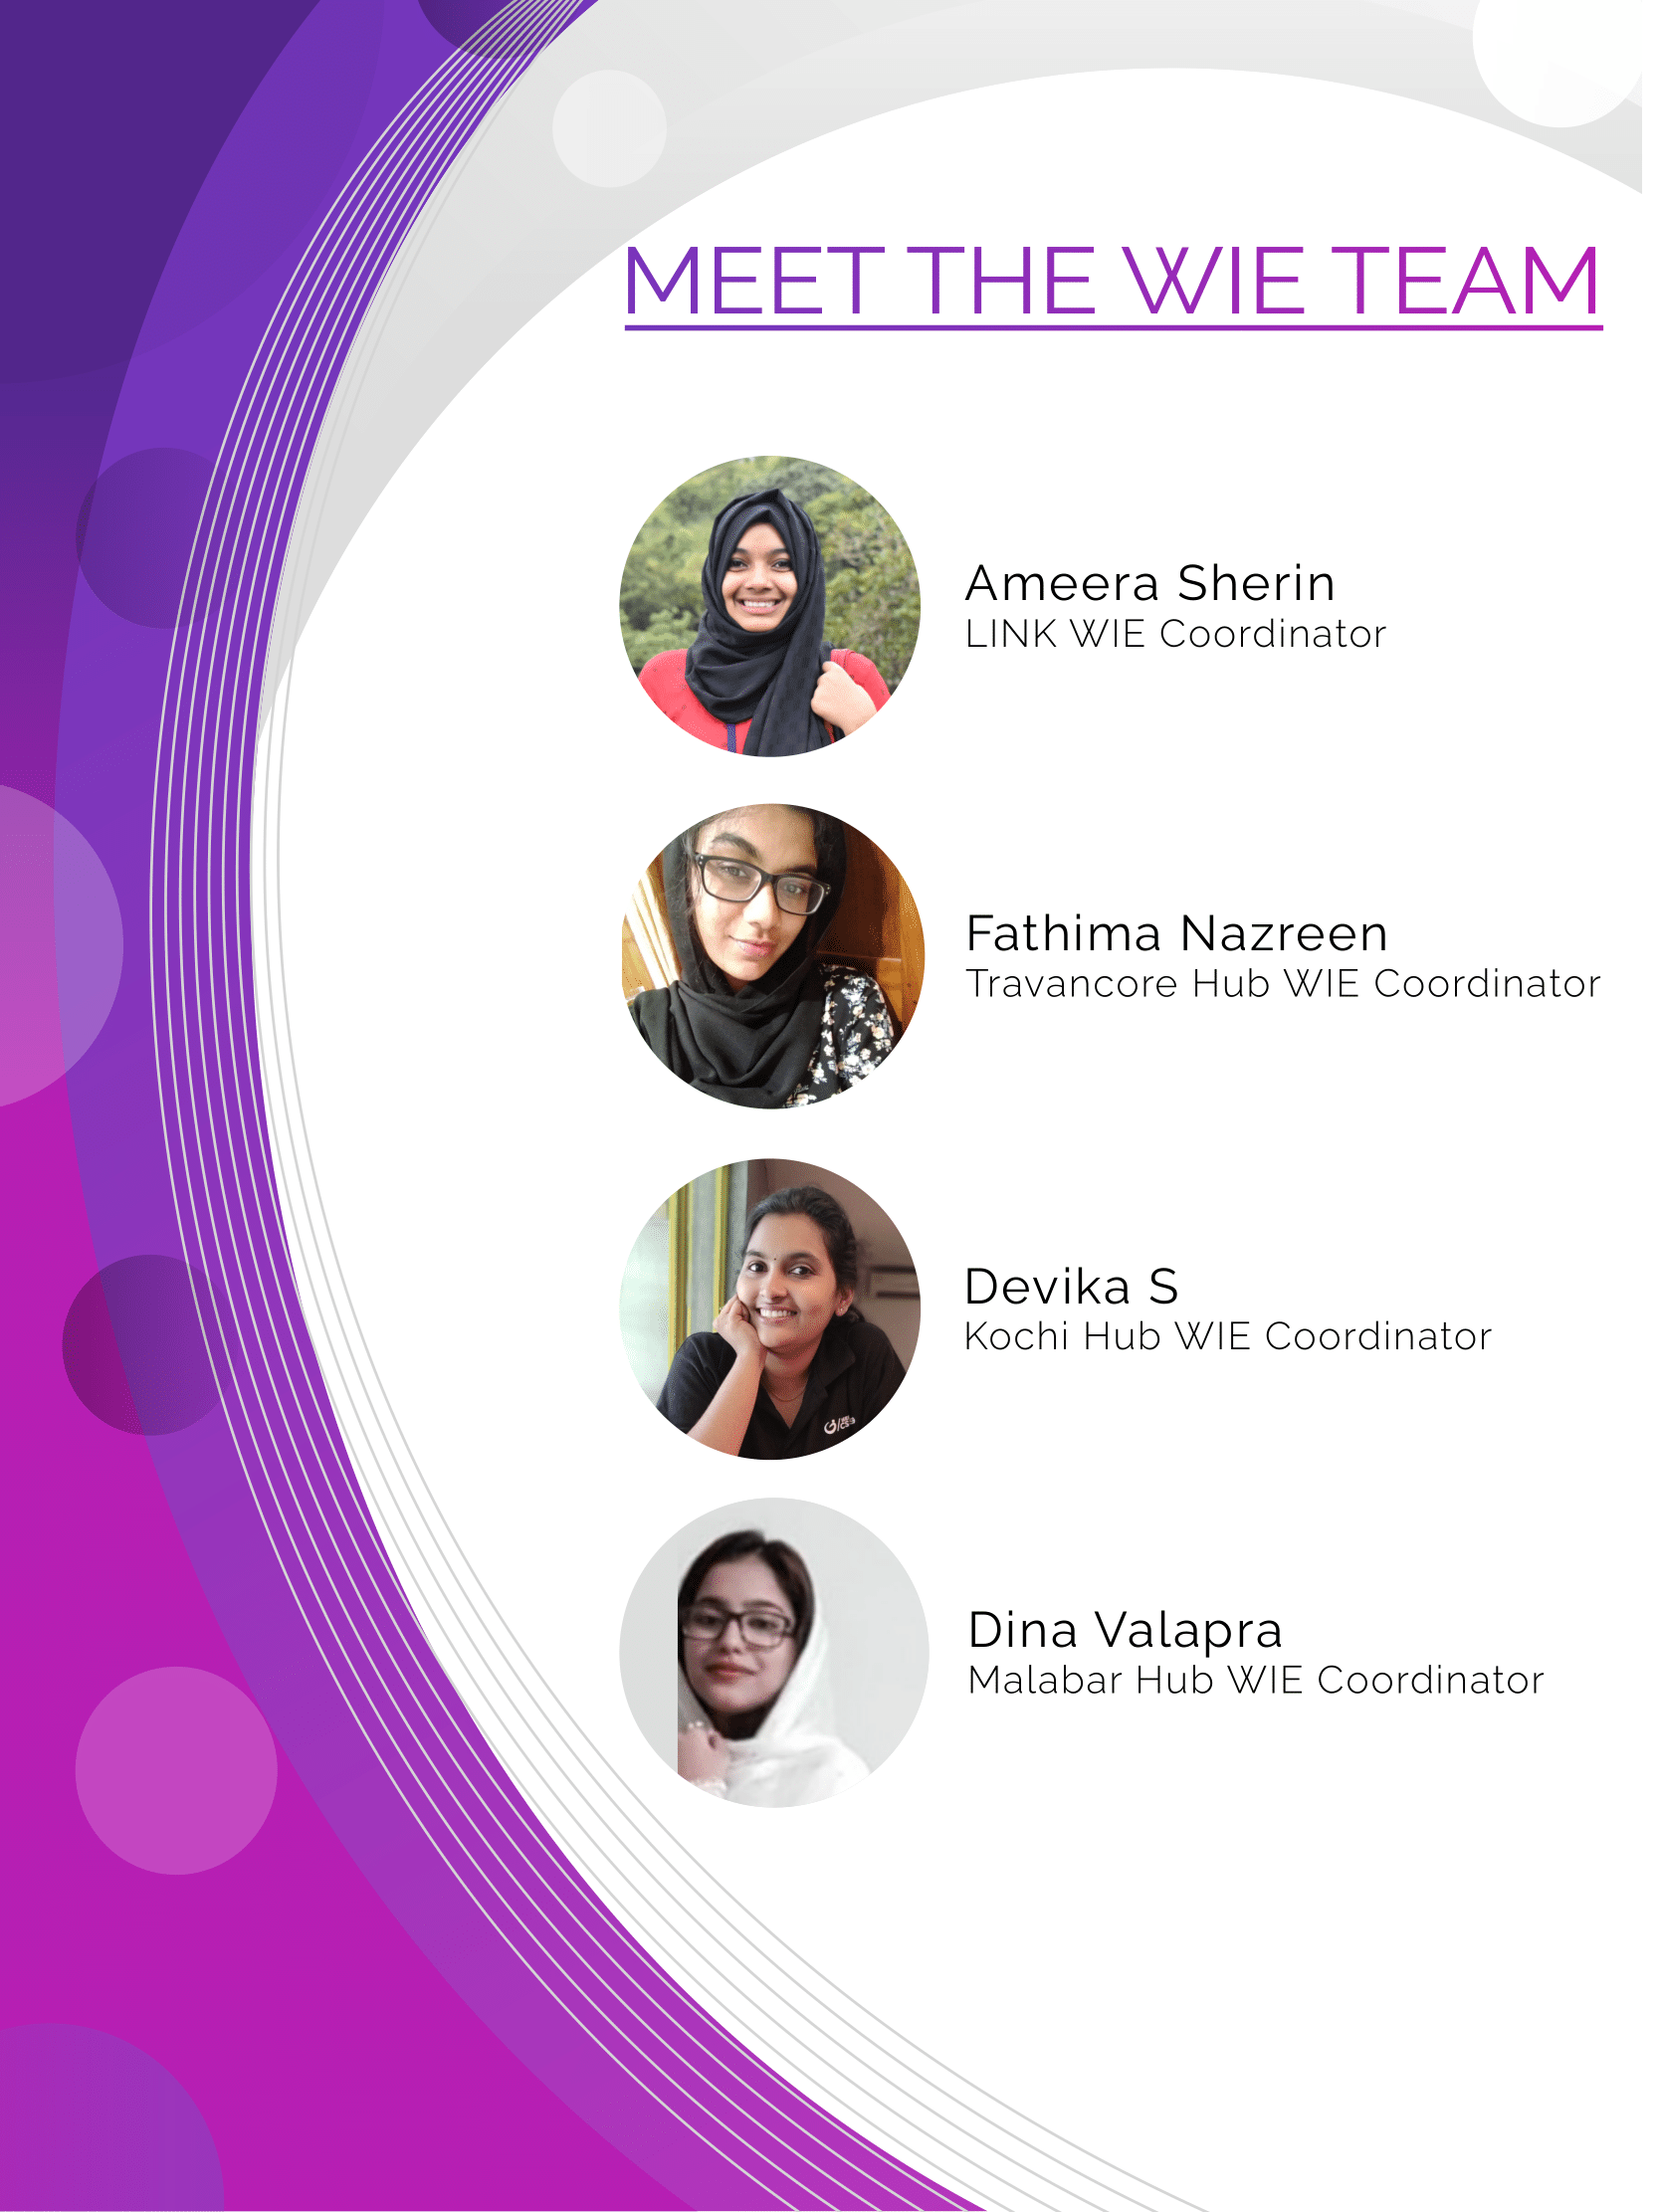 MEET THE WIE TEAM
Ameera Sherin
LINK WIE Coordinator
Fathima Nazreen
Travancore Hub WIE Coordinator
Devika S
Kochi Hub WIE Coordinator
Dina Valapra
Malabar Hub WIE Coordinator